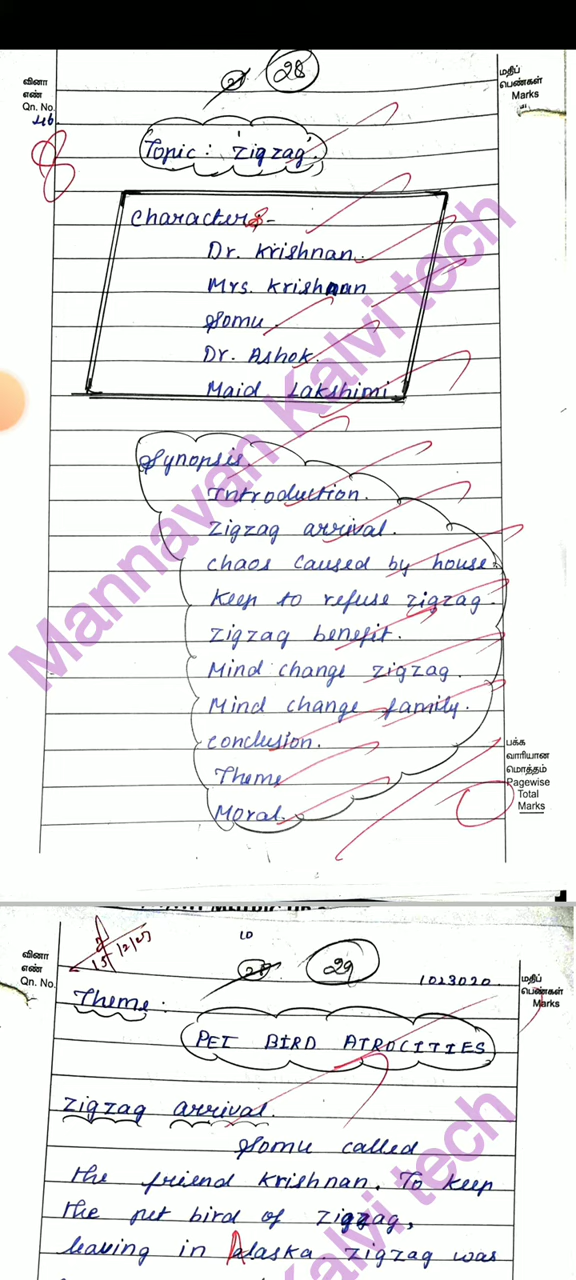 28
வினா
எண்
Qn. No.
மதிப்
பெண்கள்
Marks
46.
8
Topic: Zigzag.
Characters-
Dr. Krishnan.
Mrs. Krishnan
Somu.
Dr. Ashok.
Maid Lakshimi
Synopsis.
Introduction.
Zigzag arrival.
Chaos caused by house
Keep to refuse zigzag.
Zigzag benefit.
Mind change zigzag.
Mind change family.
Conclusion.
Theme
Moral.
பக்க
வாரியான
மொத்தம்
Pagewise
Total
Marks
Mannavan Kalvi tech
வினா
எண்
Qn. No.
LD
29
1023020
மதிப்
பெண்கள்
Marks
Theme:
PET BIRD ATROCITIES
Zigzag arrival.
Somu called
the friend Krishnan. To keep
the pet bird of Zigzag,
leaving in Alaska. Zigzag was
Kalvi tech